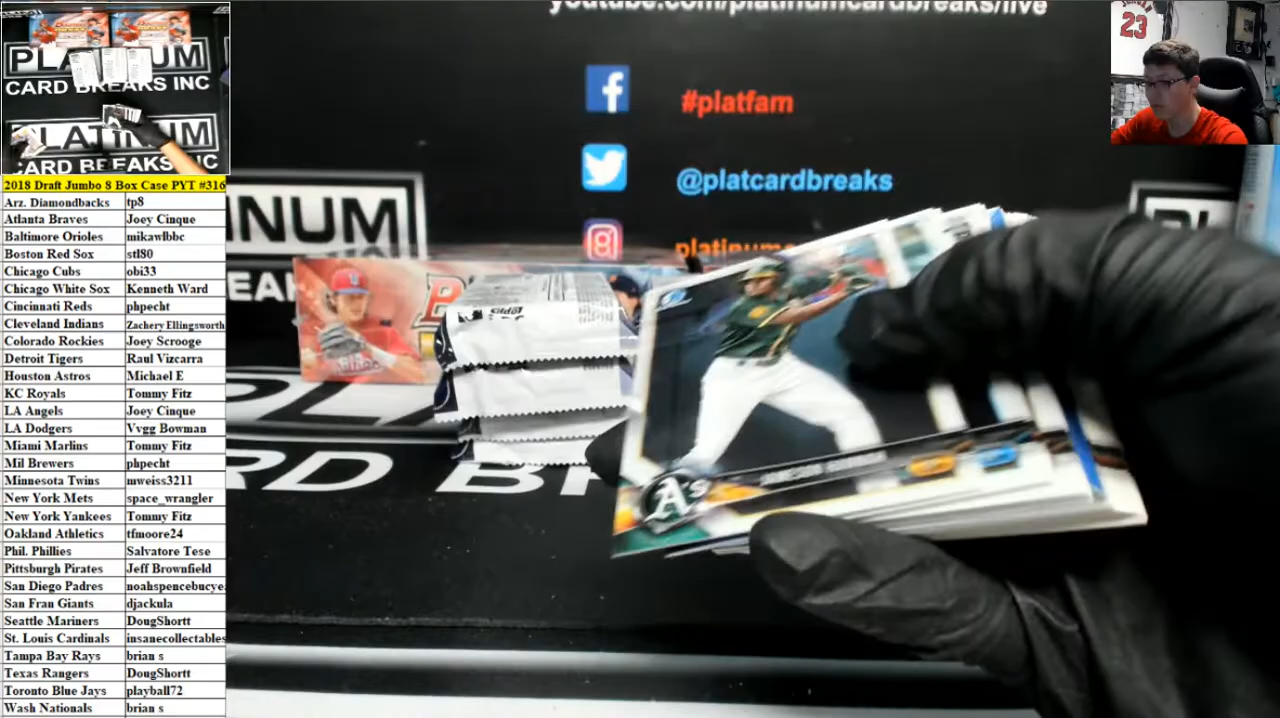 youtube.com/platinumcardbreaks/live
#platfam
@platcardbreaks
PLATINUM
CARD BREAKS INC
PLATINUM
CARD BREAKS INC
23
2018 Draft Jumbo 8 Box Case PYT #316
Arz. Diamondbacks tp8
Atlanta Braves Joey Cinque
Baltimore Orioles mikawlbbc
Boston Red Sox stl80
Chicago Cubs obi33
Chicago White Sox Kenneth Ward
Cincinnati Reds phpecht
Cleveland Indians Zachery Ellingsworth
Colorado Rockies Joey Scrooge
Detroit Tigers Raul Vizcarra
Houston Astros Michael E
KC Royals Tommy Fitz
LA Angels Joey Cinque
LA Dodgers Vvgg Bowman
Miami Marlins Tommy Fitz
Mil Brewers phpecht
Minnesota Twins mweiss3211
New York Mets space_wrangler
New York Yankees Tommy Fitz
Oakland Athletics tfmoore24
Phil. Phillies Salvatore Tese
Pittsburgh Pirates Jeff Brownfield
San Diego Padres noahspencebucye
San Fran Giants djackula
Seattle Mariners DougShortt
St. Louis Cardinals insanecollectables
Tampa Bay Rays brian s
Texas Rangers DougShortt
Toronto Blue Jays playball72
Wash Nationals brian s
INUM
A's